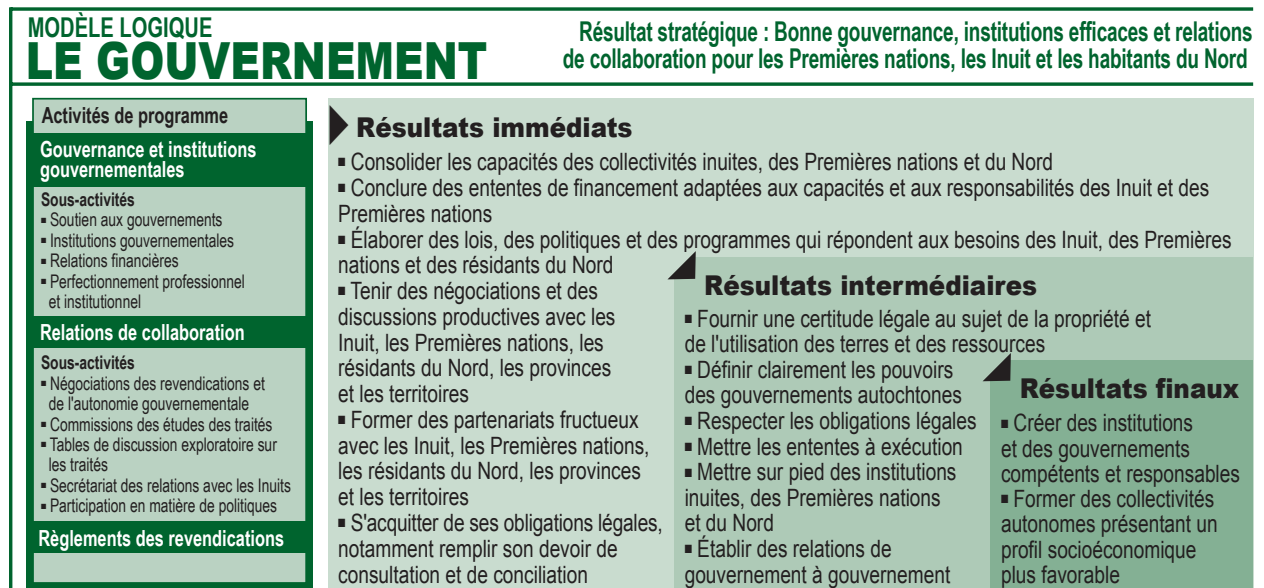 MODÈLE LOGIQUE
LE GOUVERNEMENT
Résultat stratégique : Bonne gouvernance, institutions efficaces et relations
de collaboration pour les Premières nations, les Inuit et les habitants du Nord
Activités de programme
Gouvernance et institutions
gouvernementales
Sous-activités
▪ Soutien aux gouvernements
▪ Institutions gouvernementales
▪ Relations financières
▪ Perfectionnement professionnel
et institutionnel
Relations de collaboration
Sous-activités
▪ Négociations des revendications et
de l'autonomie gouvernementale
▪ Commissions des études des traités
▪ Tables de discussion exploratoire sur
les traités
▪ Secrétariat des relations avec les Inuits
▪ Participation en matière de politiques
Règlements des revendications
Résultats immédiats
▪ Consolider les capacités des collectivités inuites, des Premières nations et du Nord
▪ Conclure des ententes de financement adaptées aux capacités et aux responsabilités des Inuit et des
Premières nations
▪ Élaborer des lois, des politiques et des programmes qui répondent aux besoins des Inuit, des Premières
nations et des résidants du Nord
▪ Tenir des négociations et des
discussions productives avec les
Inuit, les Premières nations, les
résidants du Nord, les provinces
et les territoires
▪ Former des partenariats fructueux
avec les Inuit, les Premières nations,
les résidants du Nord, les provinces
et les territoires
▪ S'acquitter de ses obligations légales,
notamment remplir son devoir de
consultation et de conciliation
Résultats intermédiaires
▪ Fournir une certitude légale au sujet de la propriété et
de l'utilisation des terres et des ressources
▪ Définir clairement les pouvoirs
des gouvernements autochtones
▪ Respecter les obligations légales
▪ Mettre les ententes à exécution
▪ Mettre sur pied des institutions
inuites, des Premières nations
et du Nord
▪ Établir des relations de
gouvernement à gouvernement
Résultats finaux
▪ Créer des institutions
et des gouvernements
compétents et responsables
▪ Former des collectivités
autonomes présentant un
profil socioéconomique
plus favorable